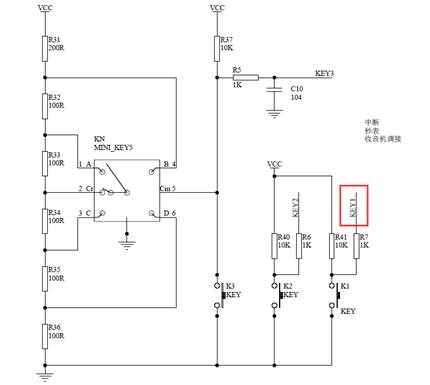 VCC
VCC
R31
200R
R37
10K
R5
1K
KEY3
C10
104
R32
100R
KN
MINI_KEY5
中断
秒表
收音机调接
R33
100R
1 A
B 4
2 Cr
Cm 5
3 C
D 6
VCC
KEY2
KEY1
R34
100R
R40
10K
R6
1K
R41
10K
R7
1K
R35
100R
K3
KEY
K2
KEY
K1
KEY
R36
100R